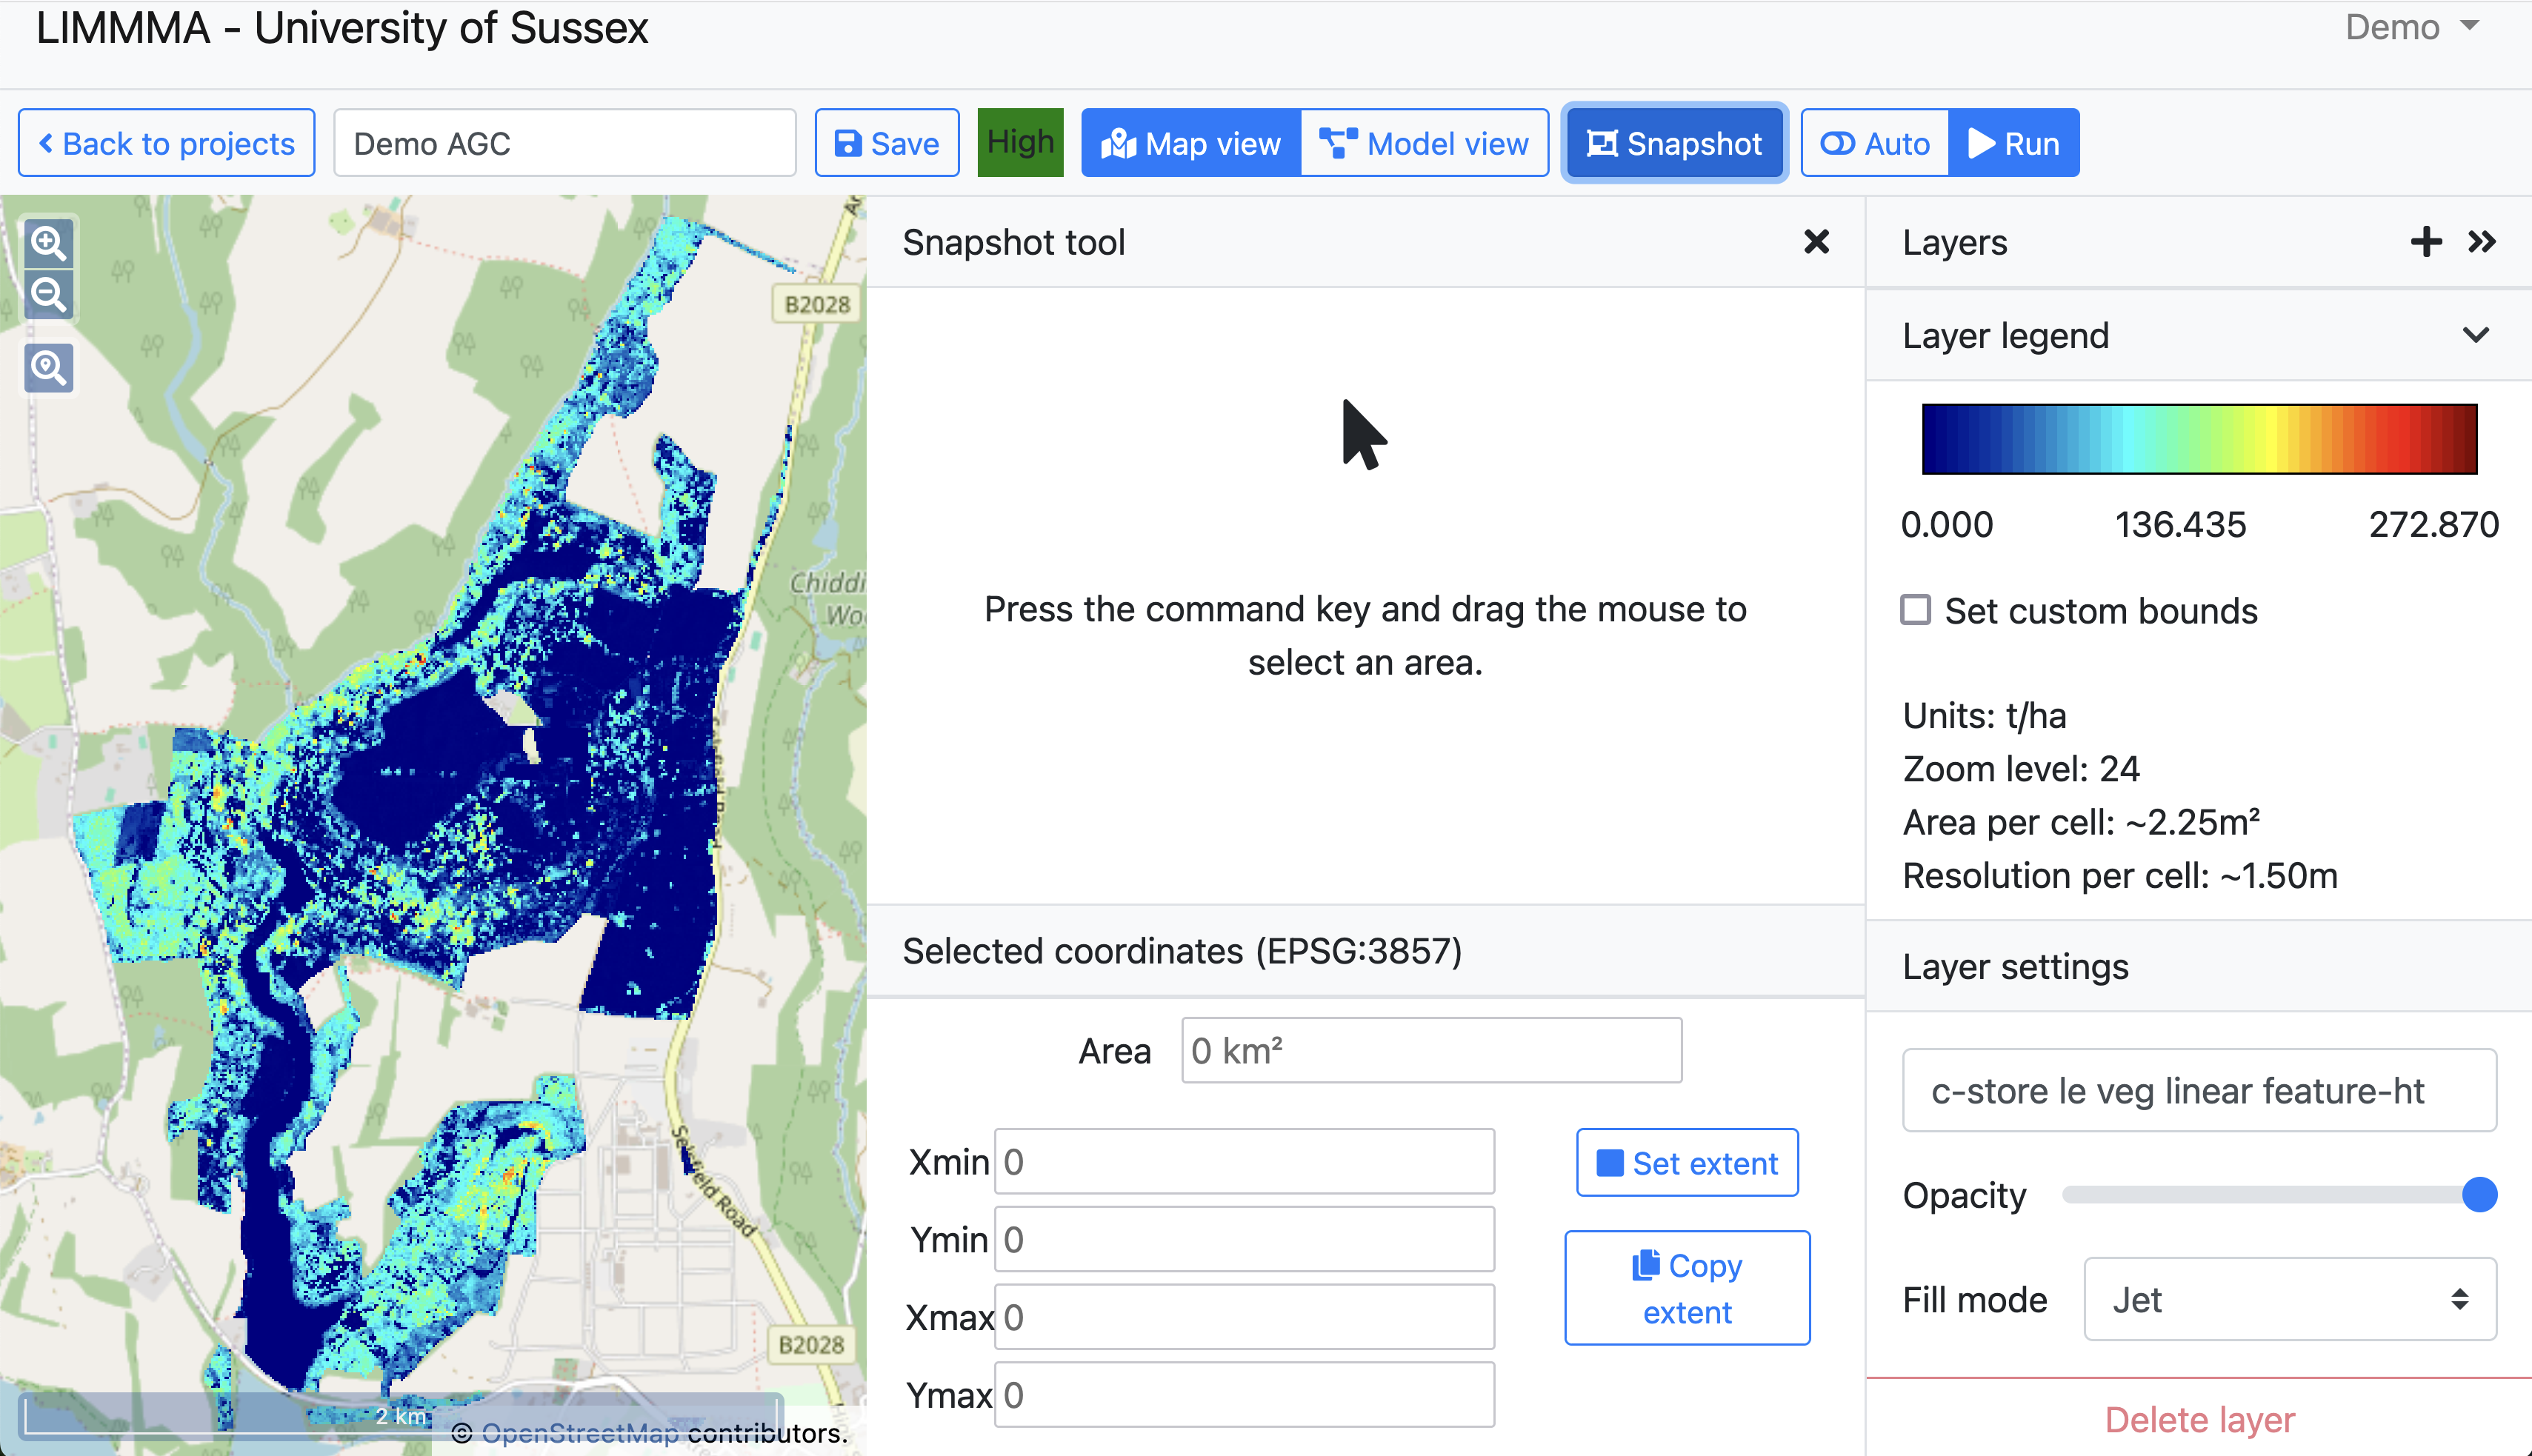 LIMMMA - University of Sussex
Demo
Back to projects
Demo AGC
Save
High
Map view
Model view
Snapshot
Auto
Run
B2028
Chiddi
Wo
Selsfield Road
B2028
2 km
© OpenStreetMap contributors.
Snapshot tool
Press the command key and drag the mouse to
select an area.
Selected coordinates (EPSG:3857)
Area 0 km²
Xmin 0
Set extent
Ymin 0
Copy
extent
Xmax 0
Ymax 0
Layers
Layer legend
0.000 136.435 272.870
Set custom bounds
Units: t/ha
Zoom level: 24
Area per cell: ~2.25m²
Resolution per cell: ~1.50m
Layer settings
c-store le veg linear feature-ht
Opacity
Fill mode Jet
Delete layer